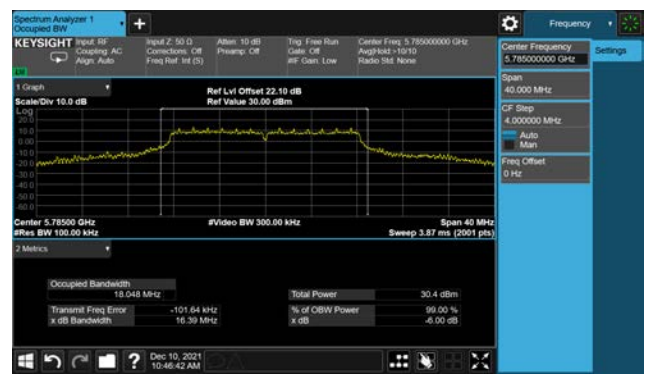 Spectrum Analyzer 1
Occupied BW
+
Frequency
KEYSIGHT
Input: RF
Coupling: AC
Align: Auto
Input Z: 50 Ω
Corrections: Off
Freq Ref: Int (S)
Atten: 10 dB
Preamp: Off
Trig: Free Run
Gate: Off
#IF Gain: Low
Center Freq: 5.785000000 GHz
Avg|Hold:>10/10
Radio Std: None
Center Frequency
5.785000000 GHz
Settings
Span
40.000 MHz
CF Step
4.000000 MHz
Auto
Man
Freq Offset
0 Hz
1 Graph
Scale/Div 10.0 dB
Ref Lvl Offset 22.10 dB
Ref Value 30.00 dBm
Log
20.0
10.0
0.00
-10.0
-20.0
-30.0
-40.0
-50.0
-60.0
Center 5.78500 GHz
#Res BW 100.00 kHz
#Video BW 300.00 kHz
Span 40 MHz
Sweep 3.87 ms (2001 pts)
2 Metrics
Occupied Bandwidth
18.048 MHz
Transmit Freq Error -101.64 kHz
x dB Bandwidth 16.39 MHz
Total Power 30.4 dBm
% of OBW Power 99.00 %
x dB -6.00 dB
?
Dec 10, 2021
10:46:42 AM